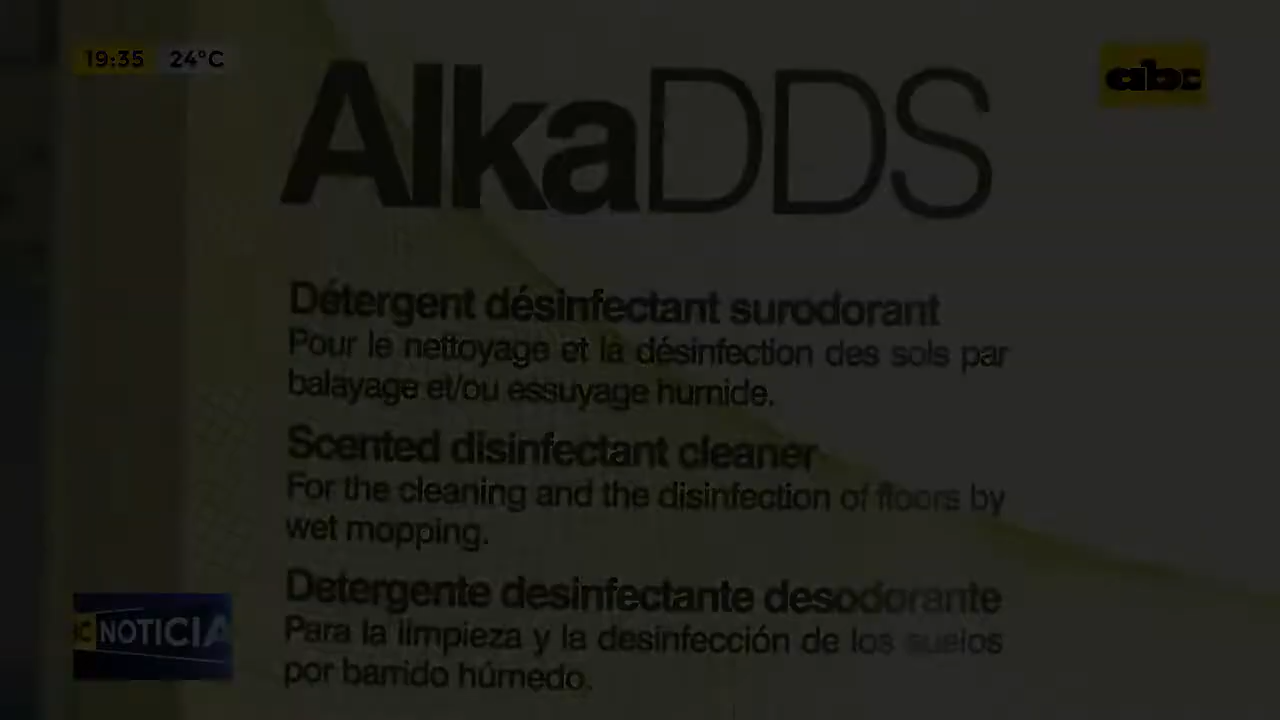 19:35 24°C
abc
AlkaDDS
Détergent désinfectant surodorant
Pour le nettoyage et la désinfection des sols par
balayage et/ou essuyage humide.
Scented disinfectant cleaner
For the cleaning and the disinfection of floors by
wet mopping.
Detergente desinfectante desodorante
Para la limpieza y la desinfección de los suelos
por barrido húmedo.
C NOTICIA